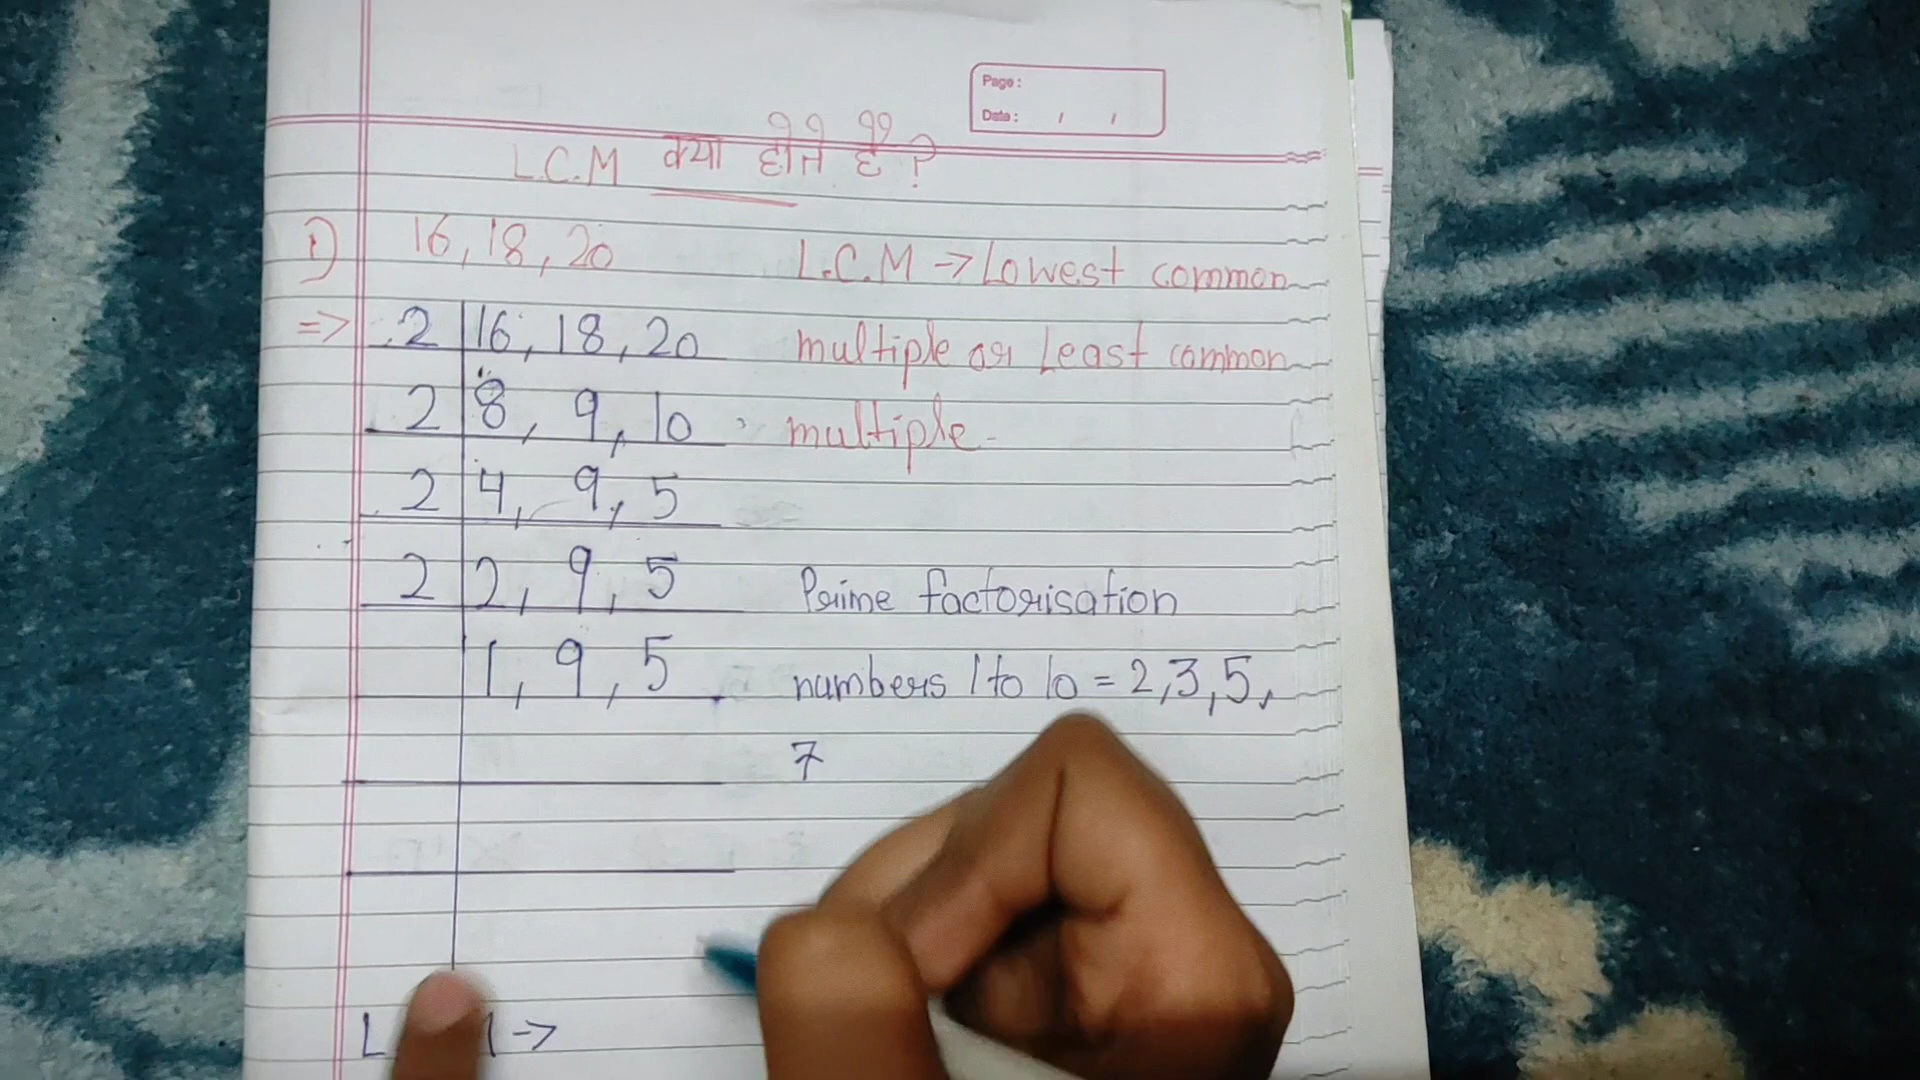 Page :
Date : / /
L.C.M क्या होते है ?
1) 16, 18, 20
L.C.M -> Lowest common
multiple or Least common
multiple -
=> 2 | 16, 18, 20
2 | 8, 9, 10
2 | 4, 9, 5
2 | 2, 9, 5
1, 9, 5
Prime factorisation
numbers 1 to 10 = 2, 3, 5,
7
->